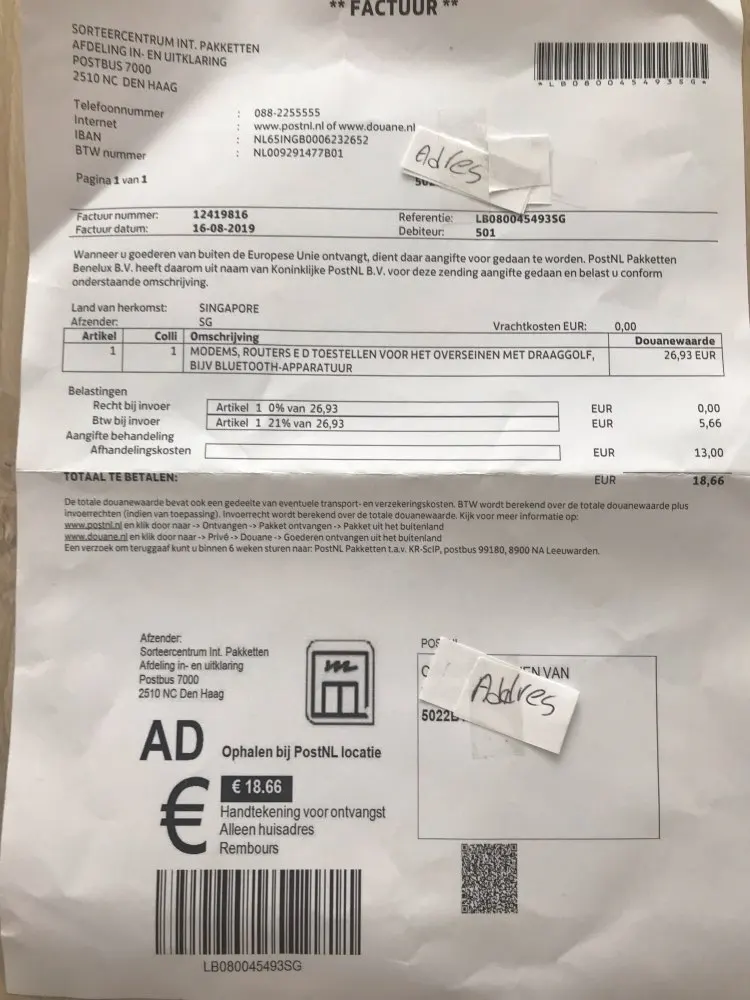 ** FACTUUR **
SORTEERCENTRUM INT. PAKKETTEN
AFDELING IN- EN UITKLARING
POSTBUS 7000
2510 NC DEN HAAG
*LB080045493SG*
Telefoonnummer : 088-2255555
Internet : www.postnl.nl of www.douane.nl
IBAN : NL65INGB0006232652
BTW nummer : NL009291477B01
Adres
Pagina 1 van 1
Factuur nummer: 12419816 Referentie: LB080045493SG
Factuur datum: 16-08-2019 Debiteur: 501
Wanneer u goederen van buiten de Europese Unie ontvangt, dient daar aangifte voor gedaan te worden. PostNL Pakketten
Benelux B.V. heeft daarom uit naam van Koninklijke PostNL B.V. voor deze zending aangifte gedaan en belast u conform
onderstaande omschrijving.
Land van herkomst: SINGAPORE
Afzender: SG Vrachtkosten EUR: 0,00
Artikel Colli Omschrijving Douanewaarde
1 1 MODEMS, ROUTERS E D TOESTELLEN VOOR HET OVERSEINEN MET DRAAGGOLF, 26,93 EUR
BIJV BLUETOOTH-APPARATUUR
Belastingen
Recht bij invoer Artikel 1 0% van 26,93 EUR 0,00
Btw bij invoer Artikel 1 21% van 26,93 EUR 5,66
Aangifte behandeling
Afhandelingskosten EUR 13,00
TOTAAL TE BETALEN: EUR 18,66
De totale douanewaarde bevat ook een gedeelte van eventuele transport- en verzekeringskosten. BTW wordt berekend over de totale douanewaarde plus
invoerrechten (indien van toepassing). Invoerrecht wordt berekend over de totale douanewaarde. Kijk voor meer informatie op:
www.postnl.nl en klik door naar -> Ontvangen -> Pakket ontvangen -> Pakket uit het buitenland
www.douane.nl en klik door naar -> Privé -> Douane -> Goederen ontvangen uit het buitenland
Een verzoek om teruggaaf kunt u binnen 6 weken sturen naar: PostNL Pakketten t.a.v. KR-ScIP, postbus 99180, 8900 NA Leeuwarden.
Afzender:
Sorteercentrum Int. Pakketten
Afdeling in- en uitklaring
Postbus 7000
2510 NC Den Haag
AD Ophalen bij PostNL locatie
€ € 18.66
Handtekening voor ontvangst
Alleen huisadres
Rembours
LB080045493SG
VAN
Addres
5022